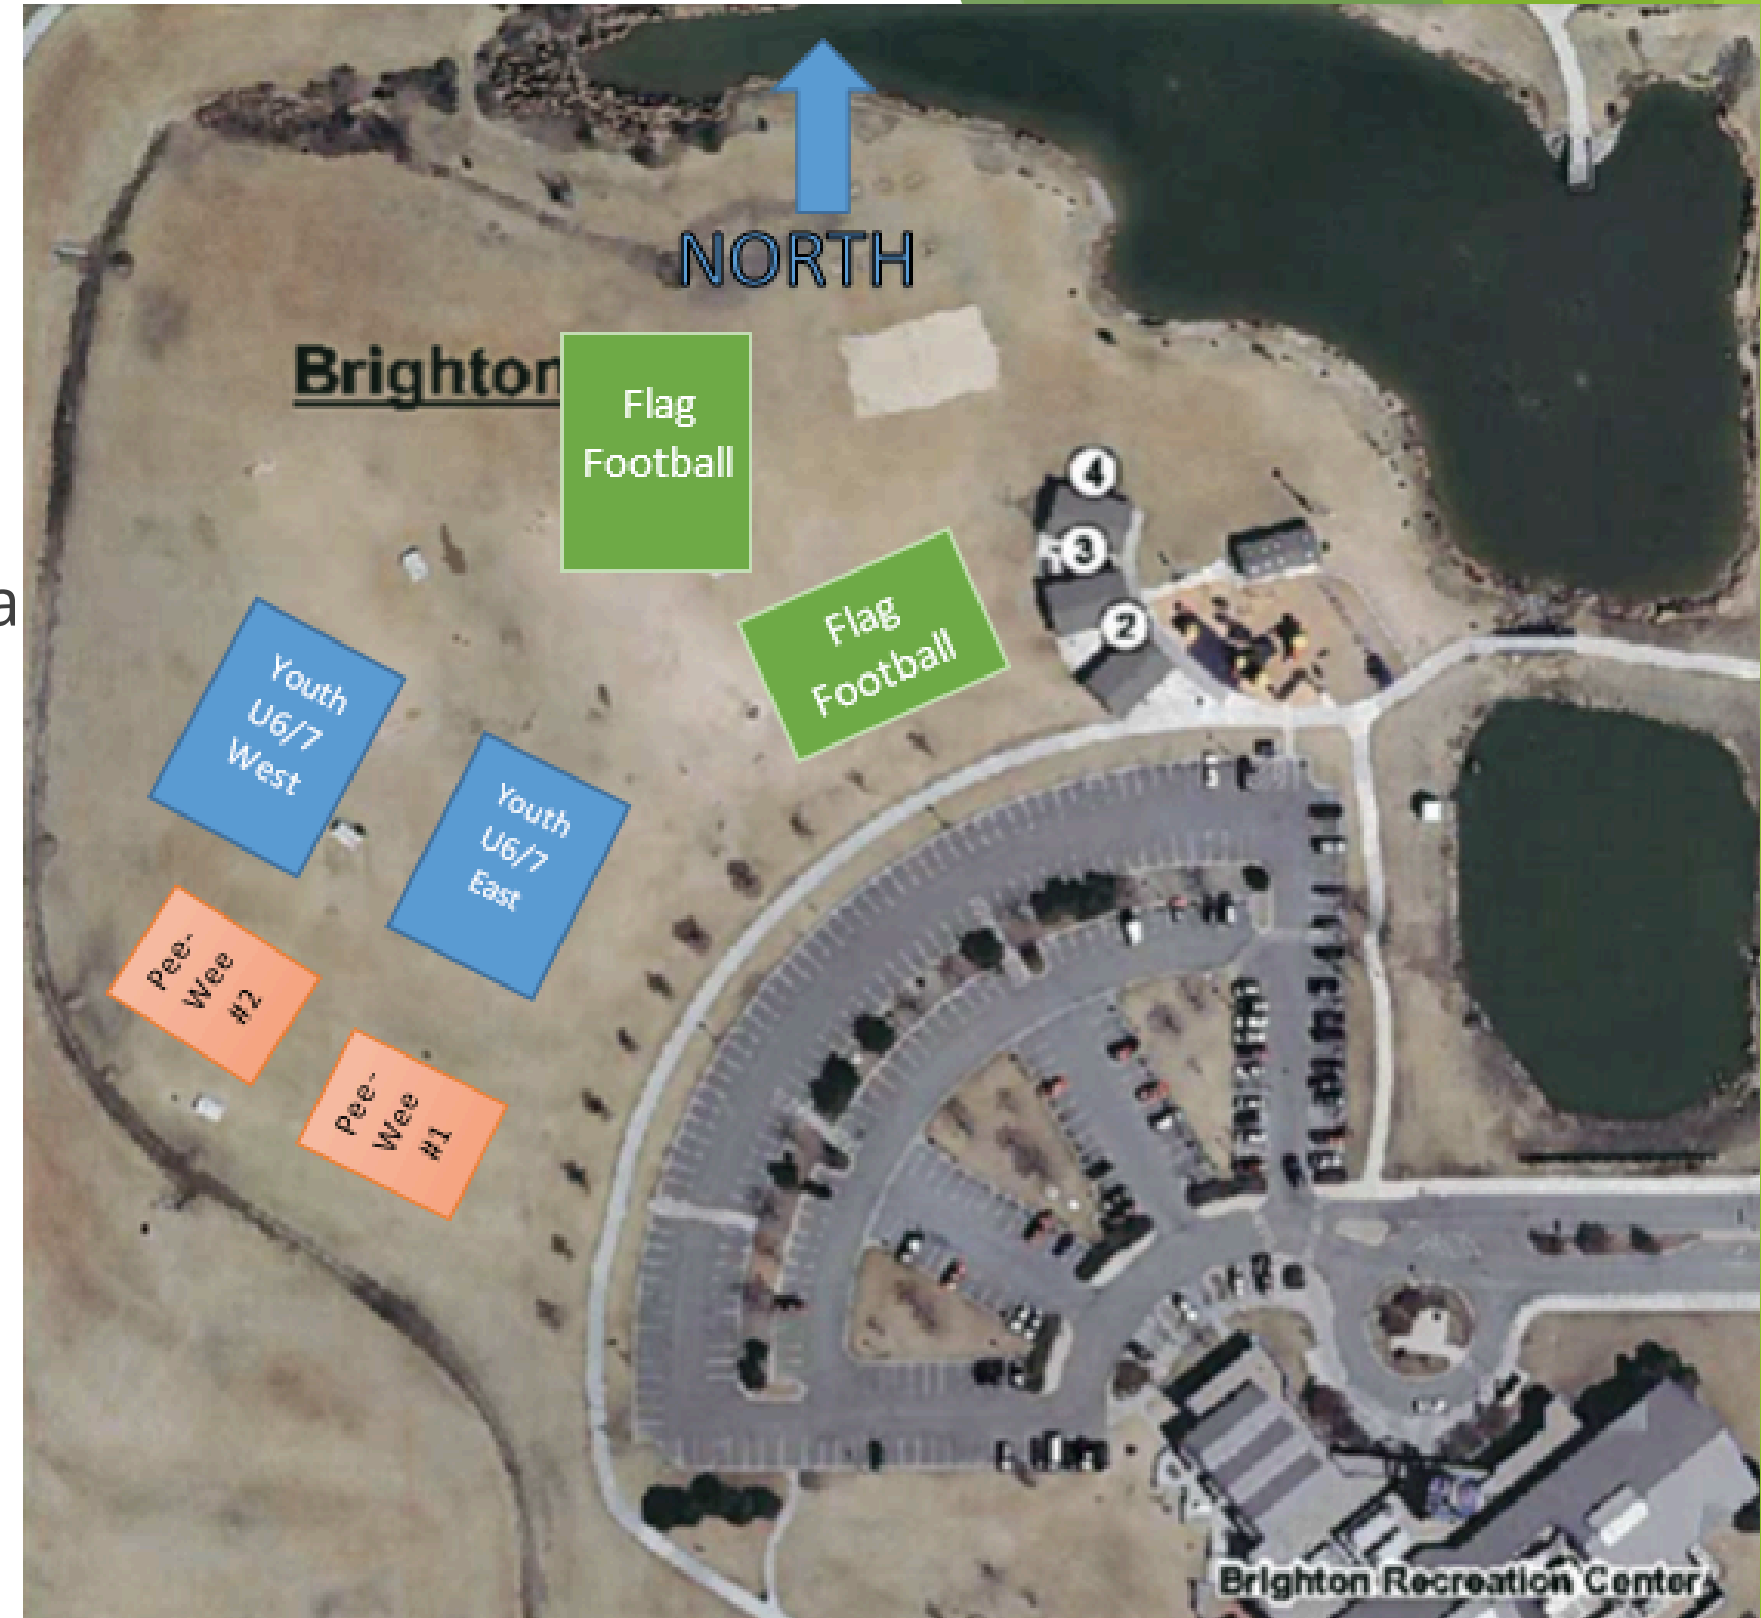 NORTH
Brighton
Flag
Football
4
3
2
Flag
Football
a
Youth
U6/7
West
Youth
U6/7
East
Pee-
Wee
#2
Pee-
Wee
#1
Brighton Recreation Center